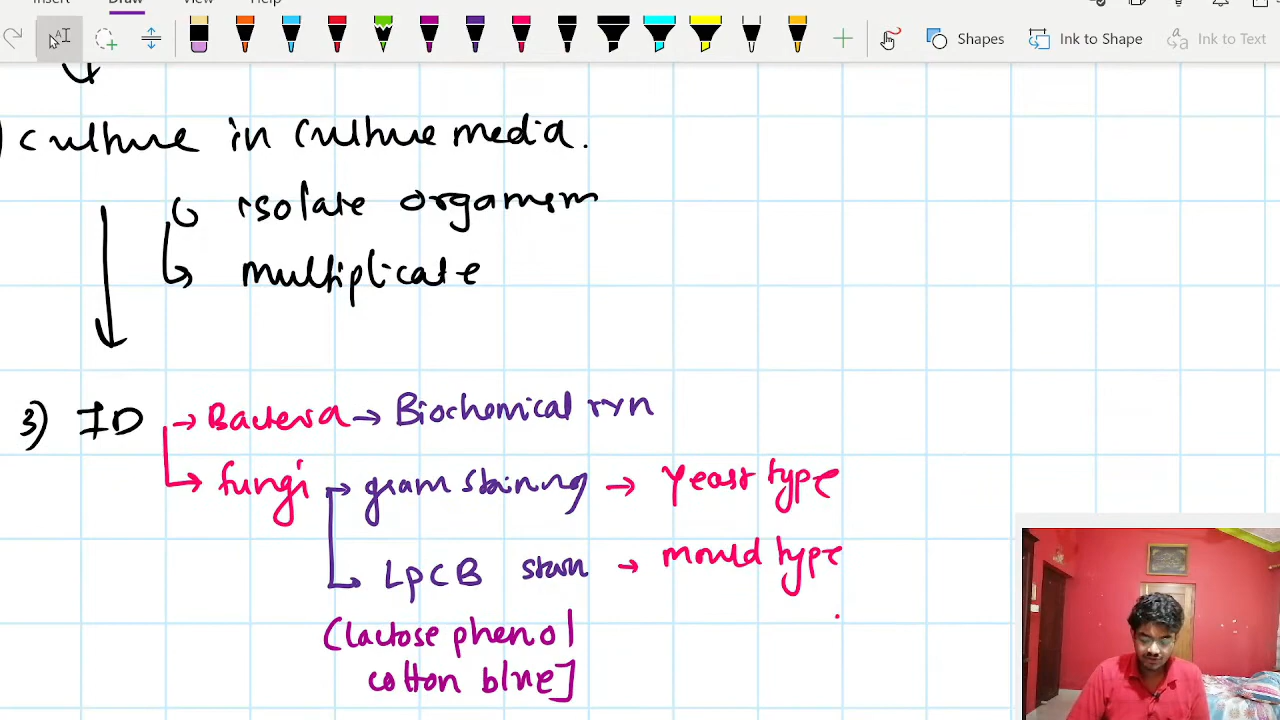 Insert Draw View Help
Shapes Ink to Shape Ink to Text
) culture in culture media.
isolate organism
multiplicate
3) ID → Bacteria → Biochemical rxn
→ fungi → gram staining → Yeast type
→ LPCB stain → mould type
(lactose phenol
cotton blue]